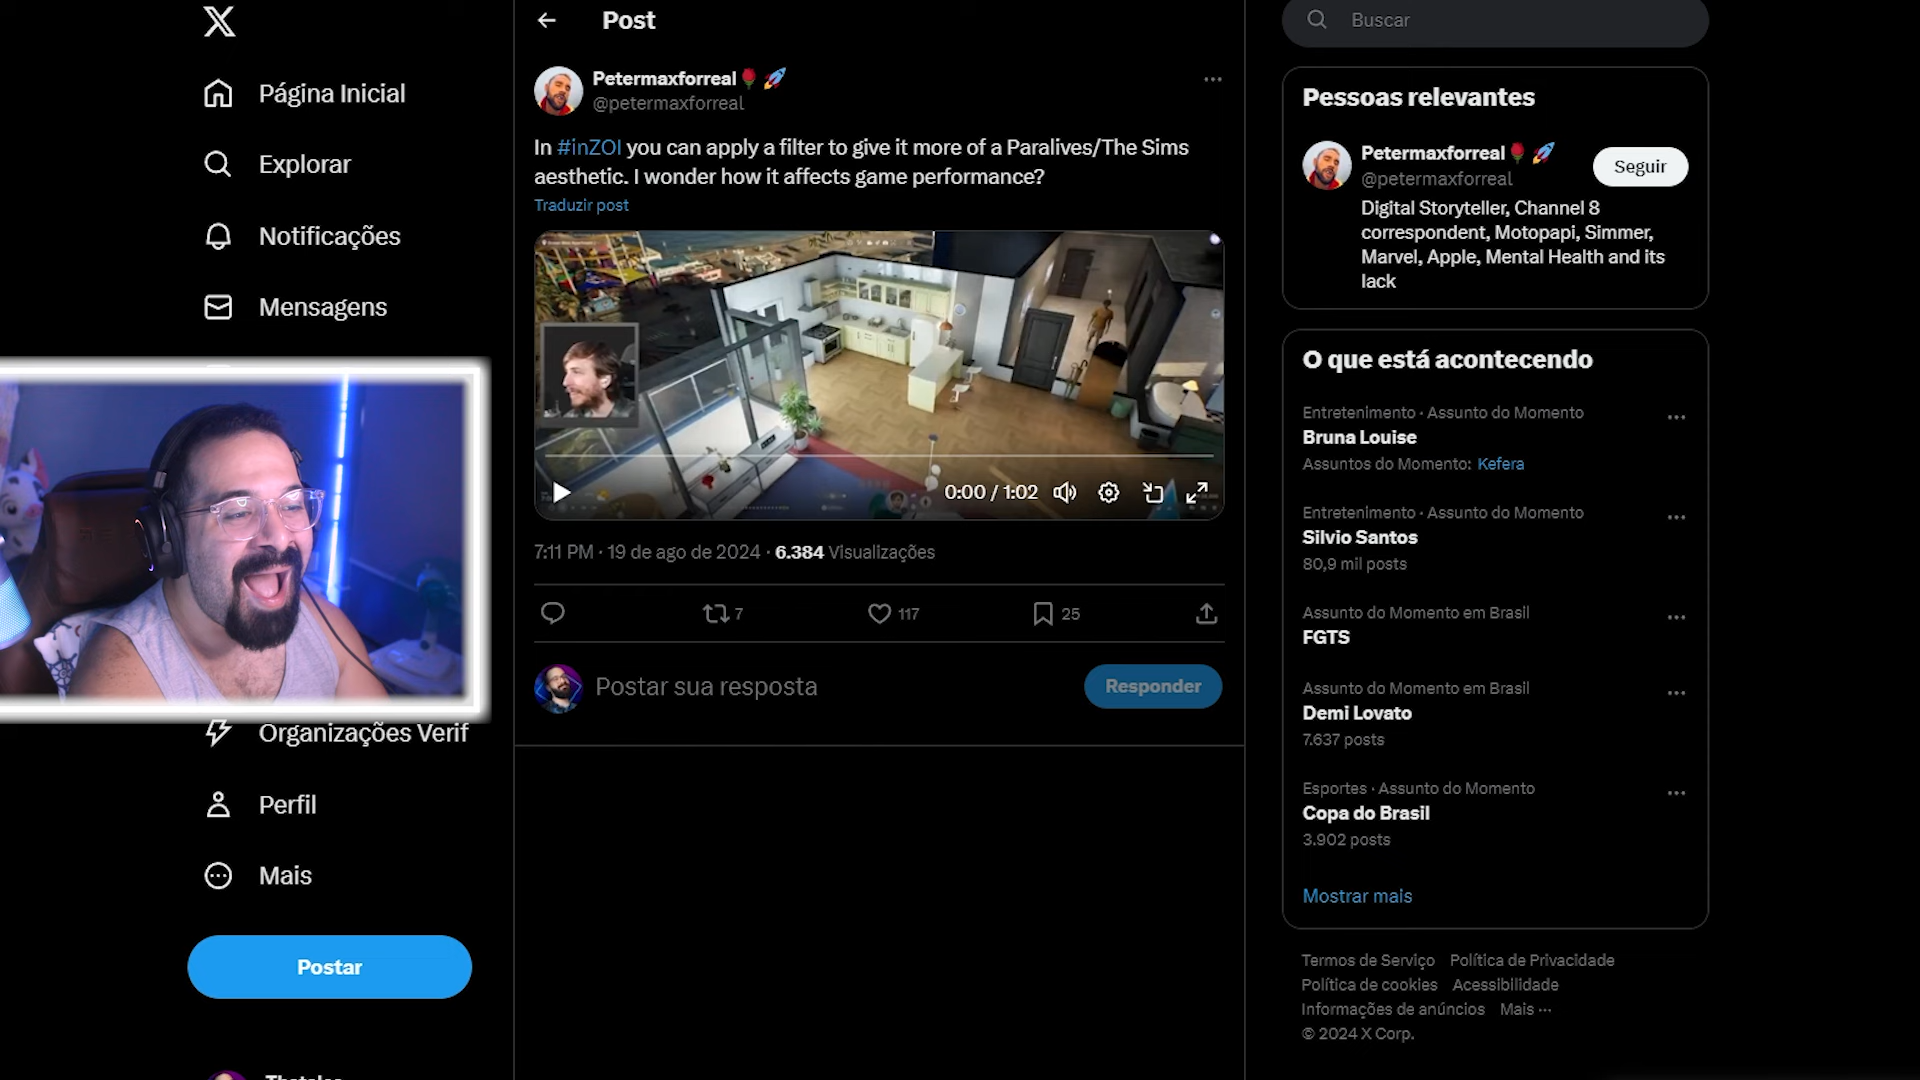 Página Inicial
Explorar
Notificações
Mensagens
Organizações Verif
Perfil
Mais
Postar
Post
Petermaxforreal🌹🚀
@petermaxforreal
In #inZOI you can apply a filter to give it more of a Paralives/The Sims
aesthetic. I wonder how it affects game performance?
Traduzir post
0:00 / 1:02
7:11 PM · 19 de ago de 2024 · 6.384 Visualizações
7
117
25
Postar sua resposta
Responder
Buscar
Pessoas relevantes
Petermaxforreal🌹🚀
@petermaxforreal
Seguir
Digital Storyteller, Channel 8
correspondent, Motopapi, Simmer,
Marvel, Apple, Mental Health and its
lack
O que está acontecendo
Entretenimento · Assunto do Momento
Bruna Louise
Assuntos do Momento: Kefera
Entretenimento · Assunto do Momento
Silvio Santos
80,9 mil posts
Assunto do Momento em Brasil
FGTS
Assunto do Momento em Brasil
Demi Lovato
7.637 posts
Esportes · Assunto do Momento
Copa do Brasil
3.902 posts
Mostrar mais
Termos de Serviço Política de Privacidade
Política de cookies Acessibilidade
Informações de anúncios Mais ···
© 2024 X Corp.